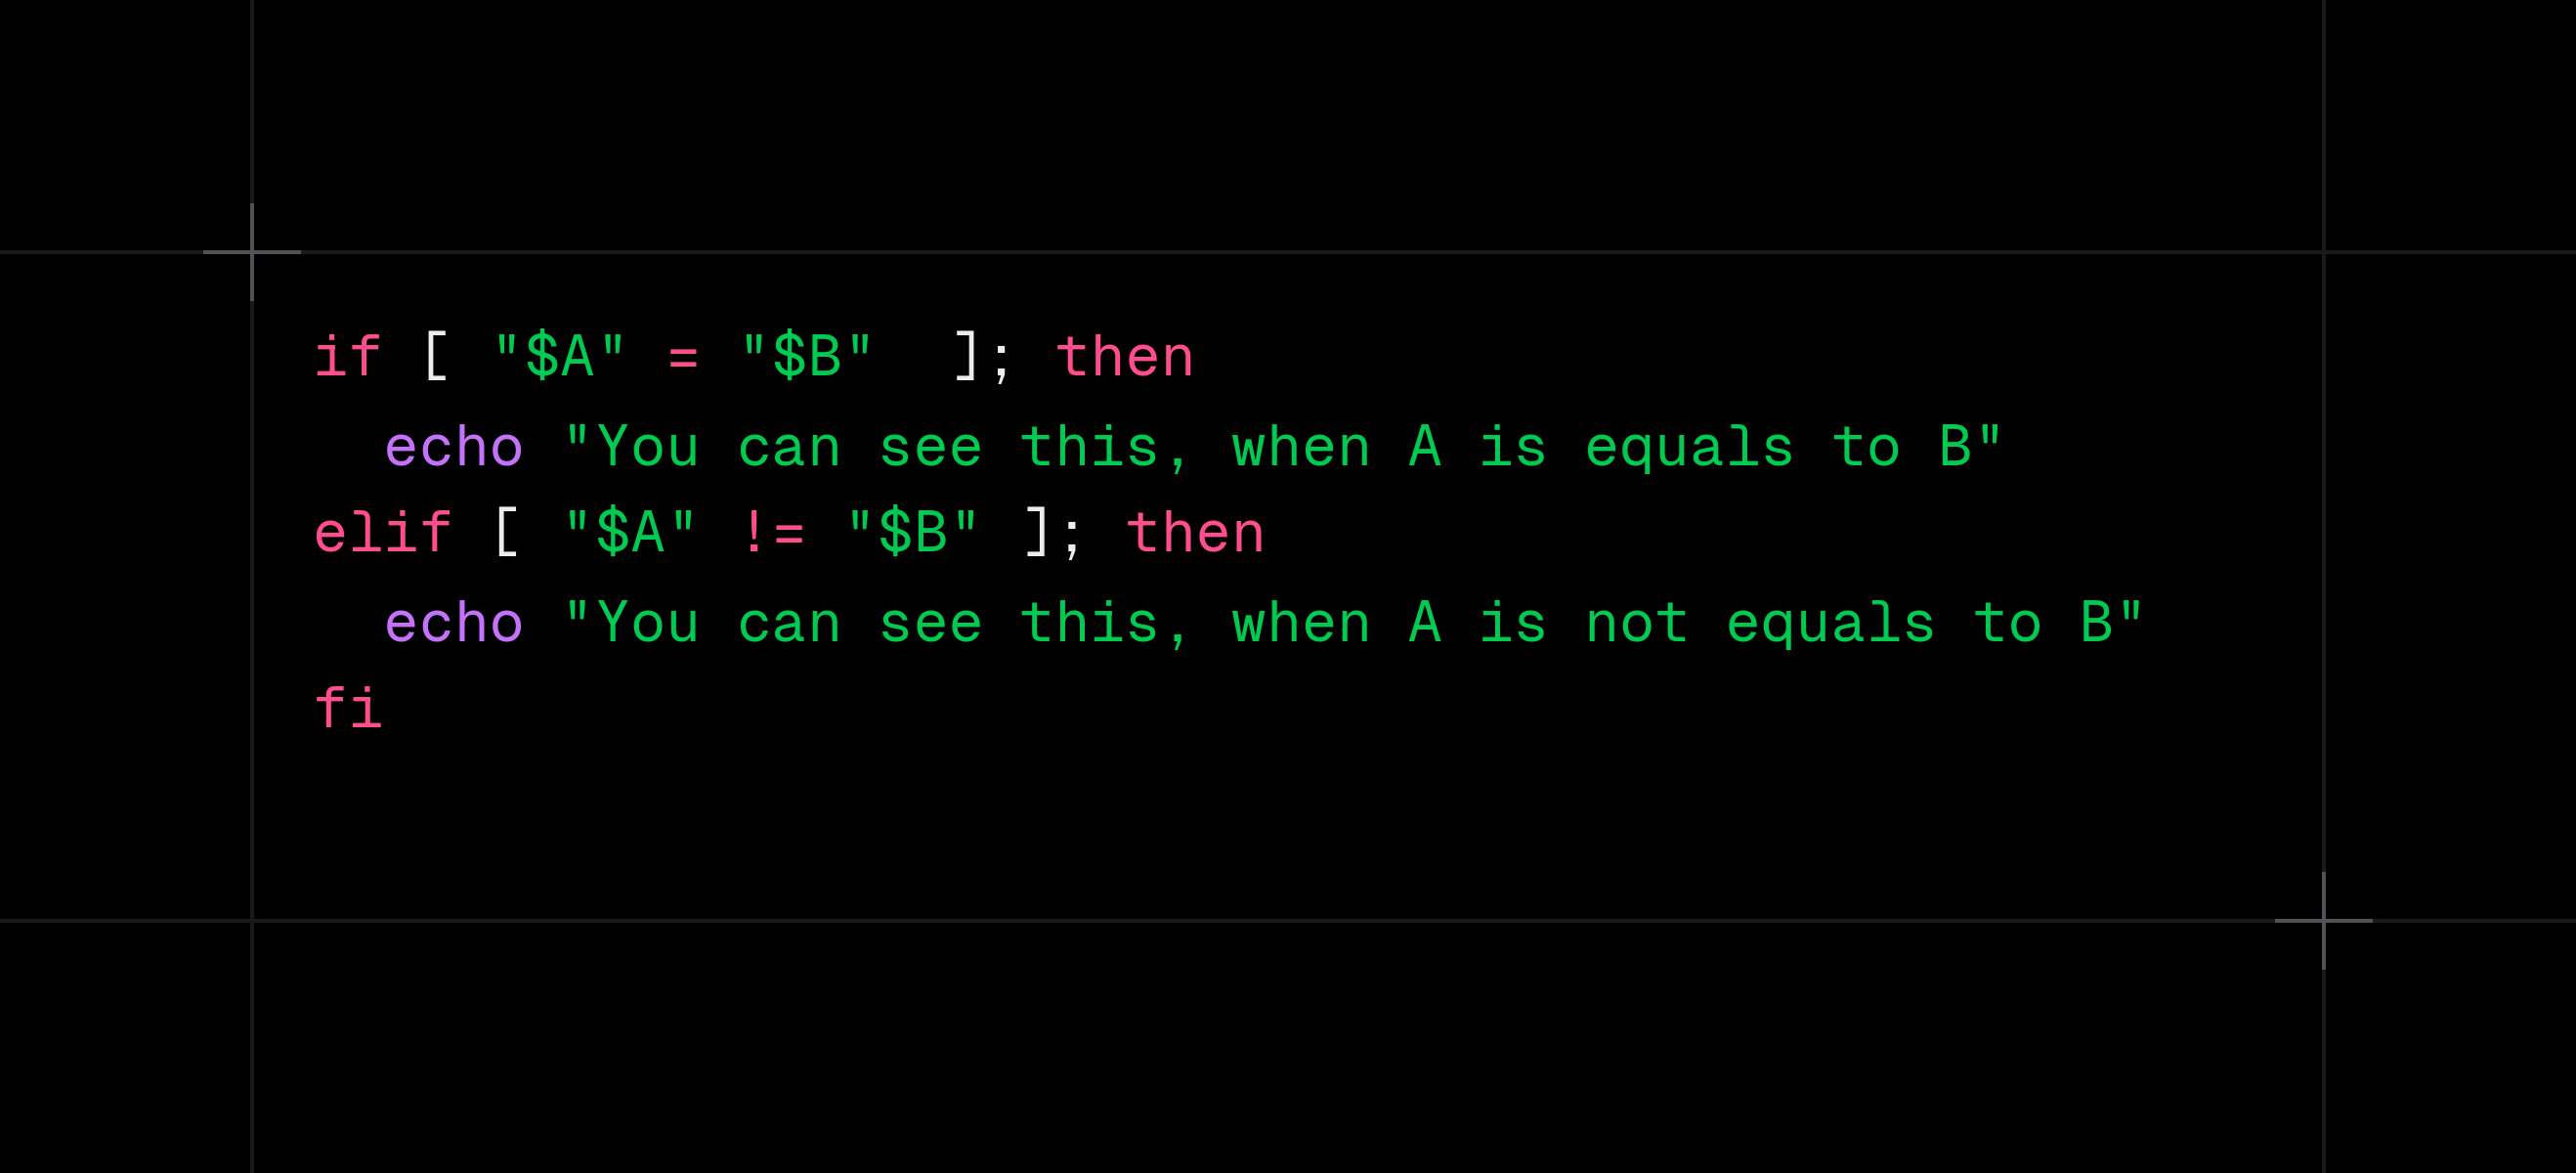 if [ "$A" = "$B"  ]; then
  echo "You can see this, when A is equals to B"
elif [ "$A" != "$B" ]; then
  echo "You can see this, when A is not equals to B"
fi